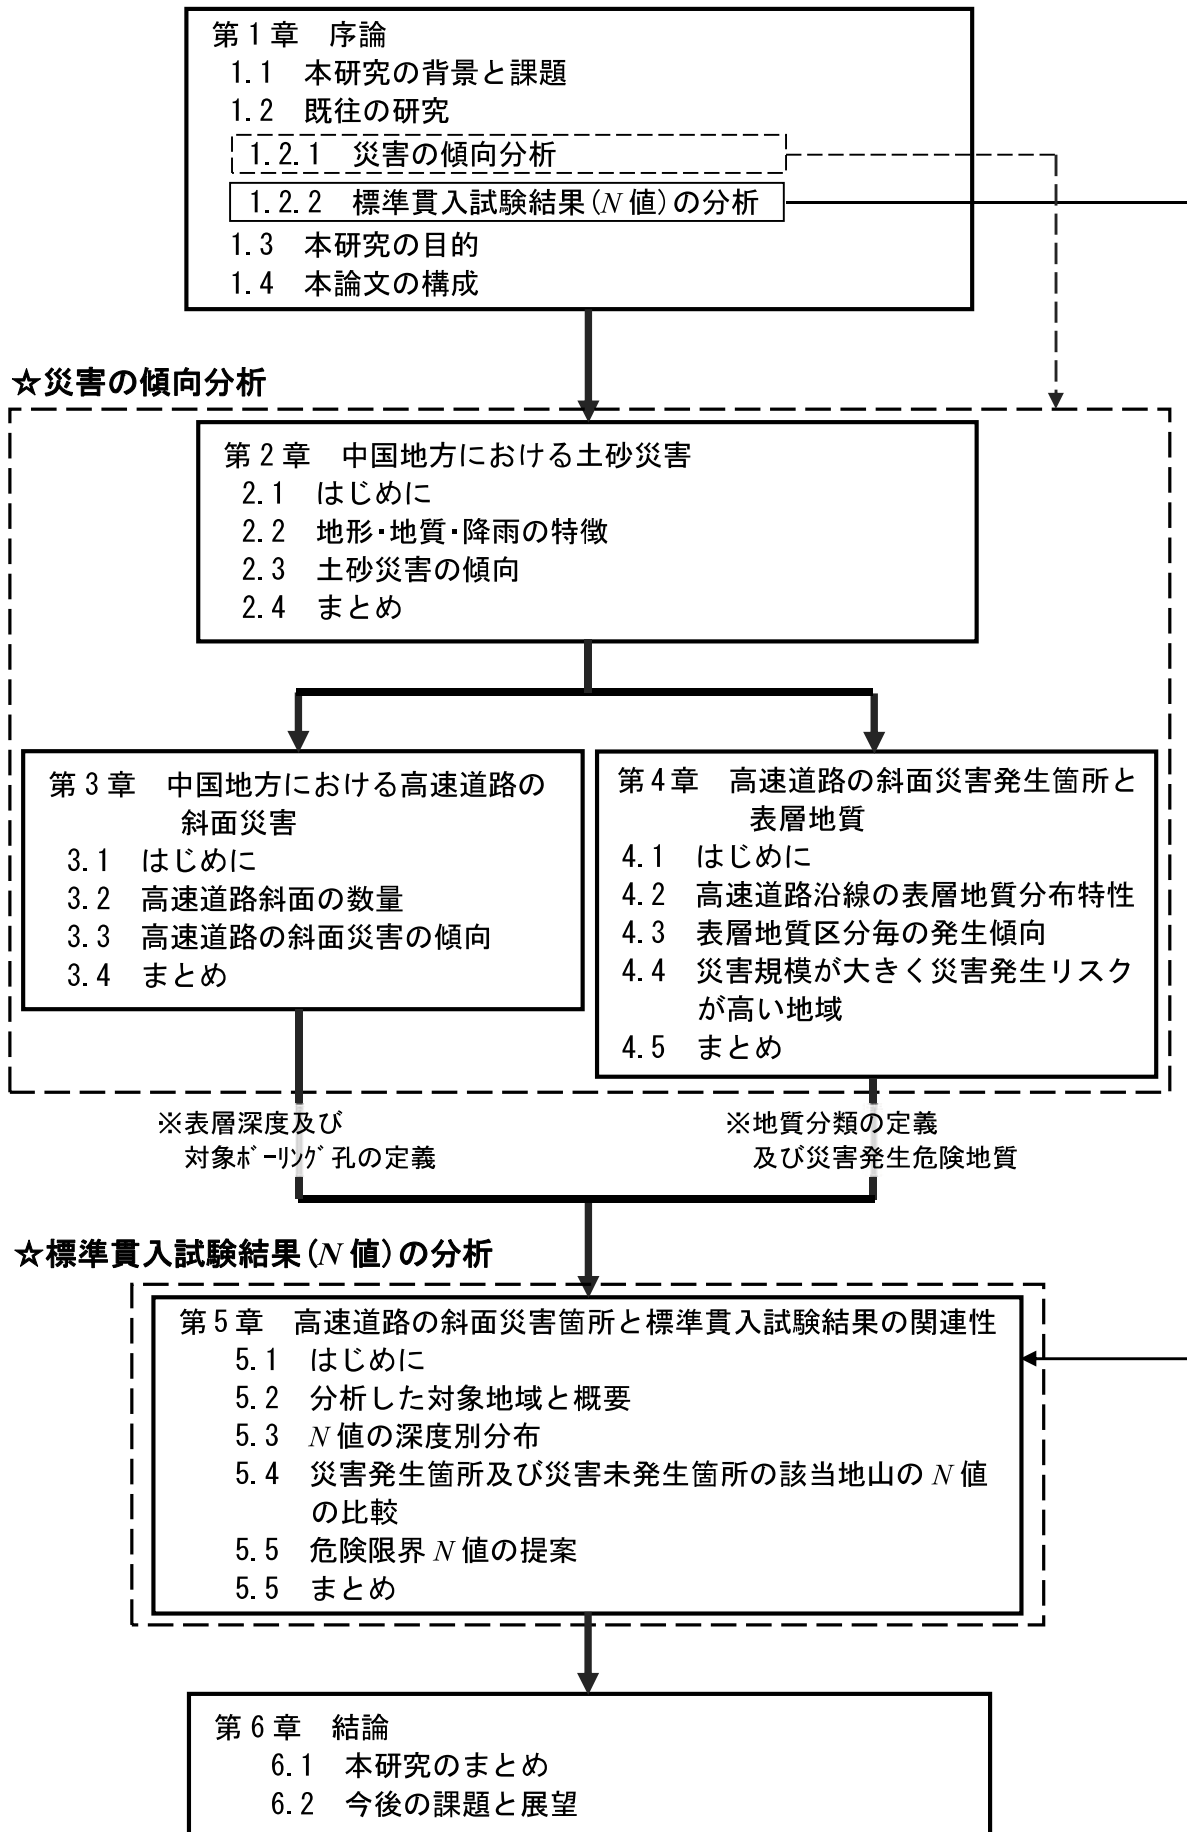 第1章 序論
1.1 本研究の背景と課題
1.2 既往の研究
1.2.1 災害の傾向分析
1.2.2 標準貫入試験結果(N値)の分析
1.3 本研究の目的
1.4 本論文の構成
☆災害の傾向分析
第2章 中国地方における土砂災害
2.1 はじめに
2.2 地形・地質・降雨の特徴
2.3 土砂災害の傾向
2.4 まとめ
第3章 中国地方における高速道路の
斜面災害
3.1 はじめに
3.2 高速道路斜面の数量
3.3 高速道路の斜面災害の傾向
3.4 まとめ
第4章 高速道路の斜面災害発生箇所と
表層地質
4.1 はじめに
4.2 高速道路沿線の表層地質分布特性
4.3 表層地質区分毎の発生傾向
4.4 災害規模が大きく災害発生リスク
が高い地域
4.5 まとめ
※表層深度及び
対象ﾎﾞｰﾘﾝｸﾞ孔の定義
※地質分類の定義
及び災害発生危険地質
☆標準貫入試験結果(N値)の分析
第5章 高速道路の斜面災害箇所と標準貫入試験結果の関連性
5.1 はじめに
5.2 分析した対象地域と概要
5.3 N値の深度別分布
5.4 災害発生箇所及び災害未発生箇所の該当地山のN値
の比較
5.5 危険限界N値の提案
5.5 まとめ
第6章 結論
6.1 本研究のまとめ
6.2 今後の課題と展望